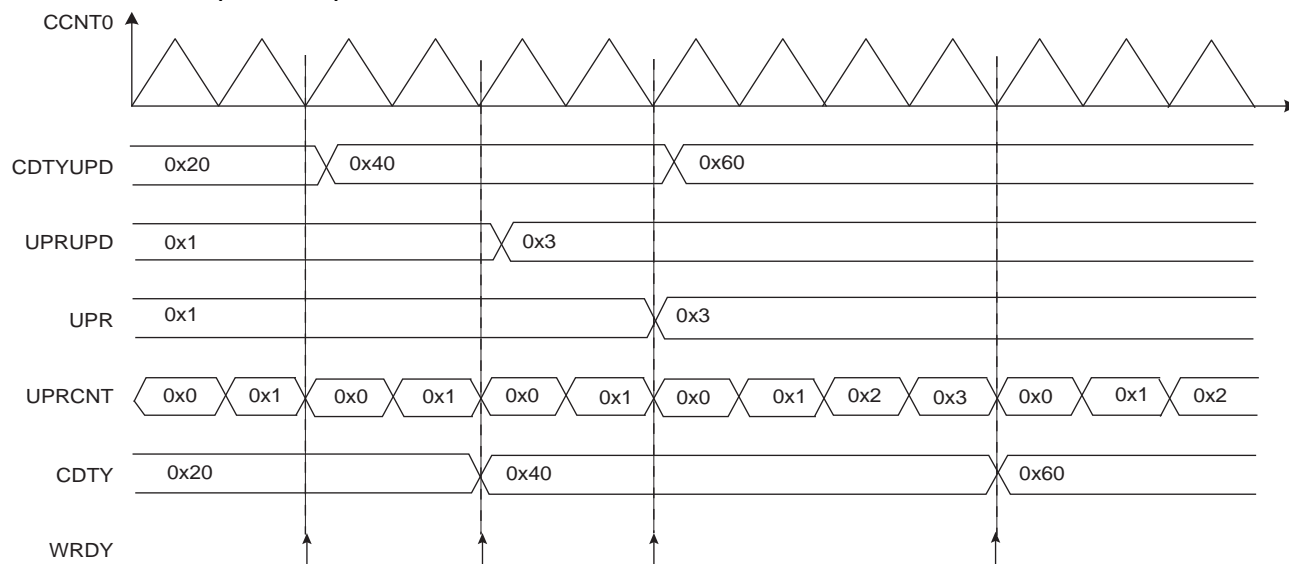 CCNT0
CDTYUPD 0x20 0x40 0x60
UPRUPD 0x1 0x3
UPR 0x1 0x3
UPRCNT 0x0 0x1 0x0 0x1 0x0 0x1 0x0 0x1 0x2 0x3 0x0 0x1 0x2
CDTY 0x20 0x40 0x60
WRDY